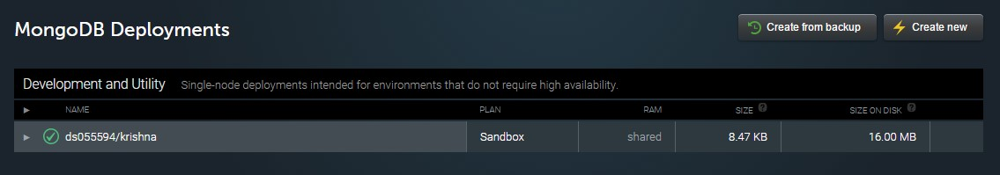 MongoDB Deployments
Create from backup
Create new
Development and Utility Single-node deployments intended for environments that do not require high availability.
NAME PLAN RAM SIZE ? SIZE ON DISK ?
ds055594/krishna Sandbox shared 8.47 KB 16.00 MB